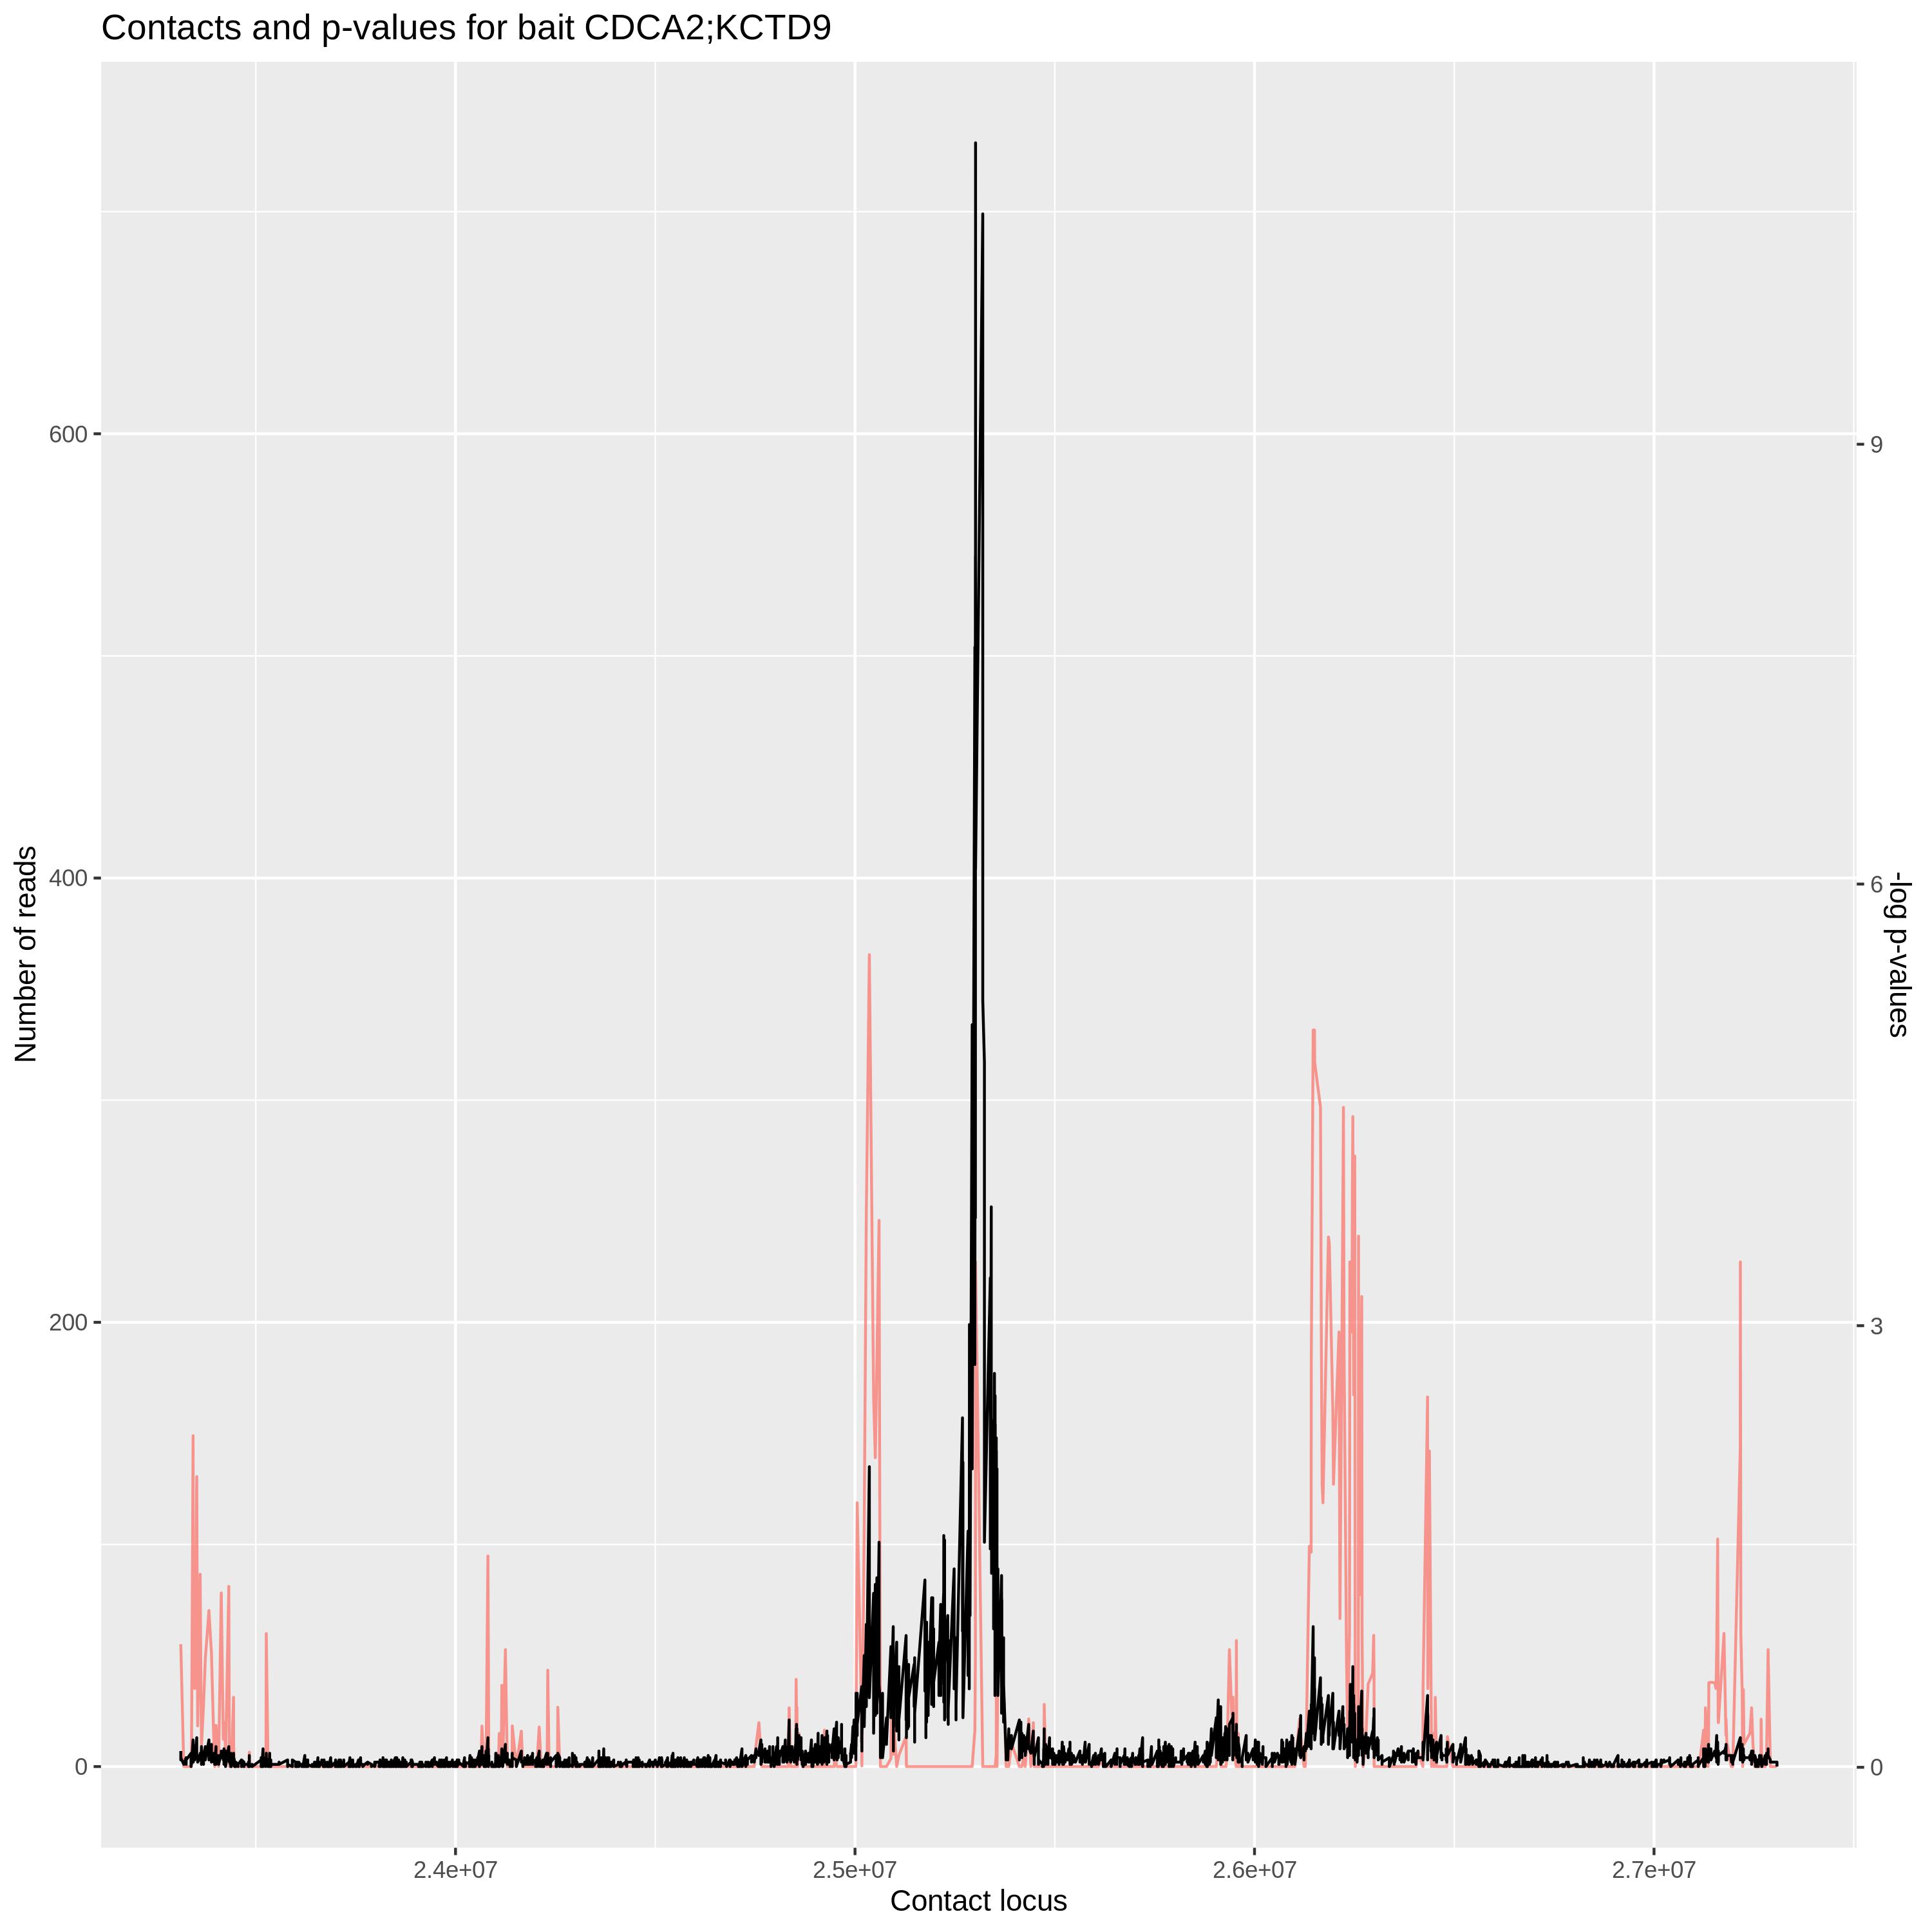 Contacts and p-values for bait CDCA2;KCTD9
Number of reads
600
400
200
0
9
6
3
0
-log p-values
2.4e+07 2.5e+07 2.6e+07 2.7e+07
Contact locus